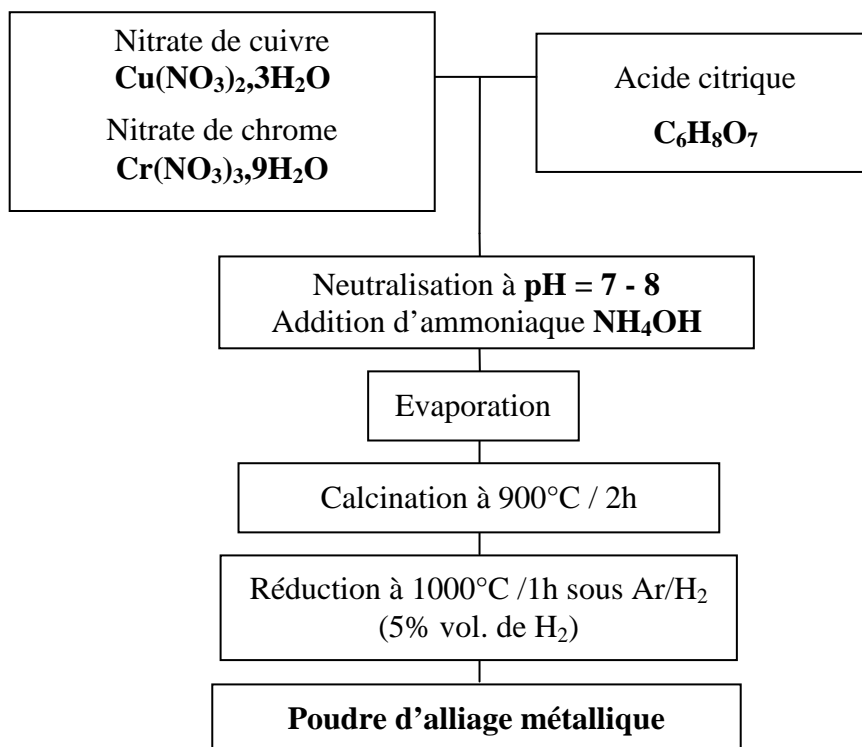 Nitrate de cuivre
Cu(NO₃)₂,3H₂O
Nitrate de chrome
Cr(NO₃)₃,9H₂O
Acide citrique
C₆H₈O₇
Neutralisation à pH = 7 - 8
Addition d’ammoniaque NH₄OH
Evaporation
Calcination à 900°C / 2h
Réduction à 1000°C /1h sous Ar/H₂
(5% vol. de H₂)
Poudre d’alliage métallique